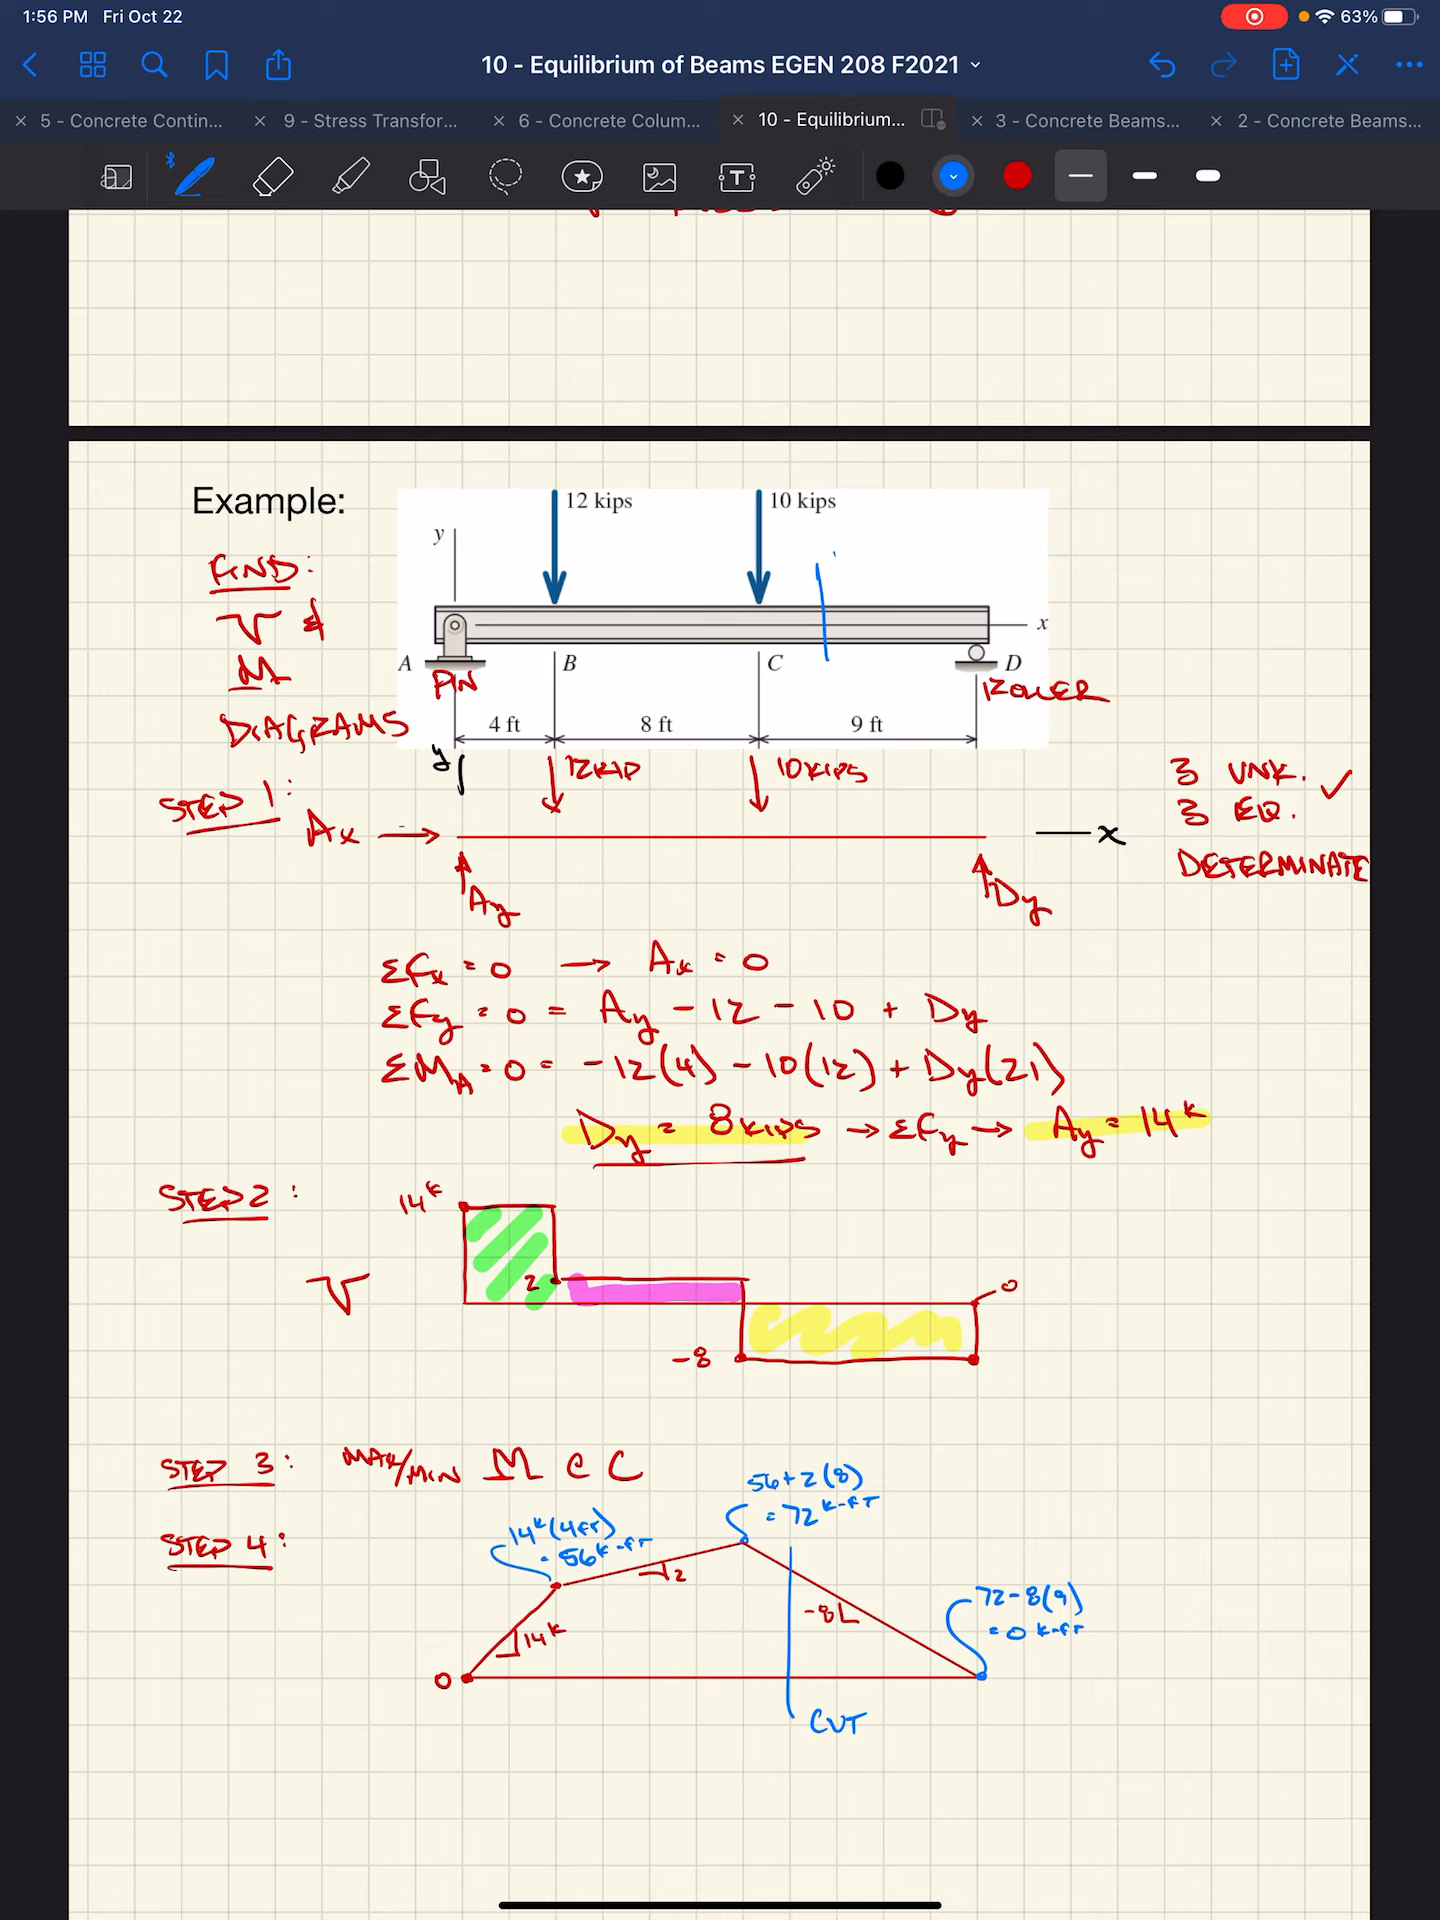 1:56 PM Fri Oct 22
63%
10 - Equilibrium of Beams EGEN 208 F2021
5 - Concrete Contin...
9 - Stress Transfor...
6 - Concrete Colum...
10 - Equilibrium...
3 - Concrete Beams...
2 - Concrete Beams...
T
Example:
12 kips
10 kips
y
x
FIND:
V &
M
DIAGRAMS
A
B
C
D
PIN
ROLLER
4 ft
8 ft
9 ft
STEP 1:
y
12KIP
10KIPS
Ax →
x
Ay
Dy
3 UNK. ✓
3 EQ.
DETERMINATE
ΣFx = 0 → Ax = 0
ΣFy = 0 = Ay - 12 - 10 + Dy
ΣMA = 0 = -12(4) - 10(12) + Dy(21)
Dy = 8 KIPS → ΣFy → Ay = 14ᵏ
STEP 2:
14ᵏ
V
2
0
-8
STEP 3: MAX/MIN M @ C
STEP 4:
14ᵏ(4FT)
= 56ᵏ⁻ᶠᵀ
56+2(8)
= 72ᵏ⁻ᶠᵀ
2
14ᵏ
-8
72-8(9)
= 0 ᵏ⁻ᶠᵀ
0
CUT